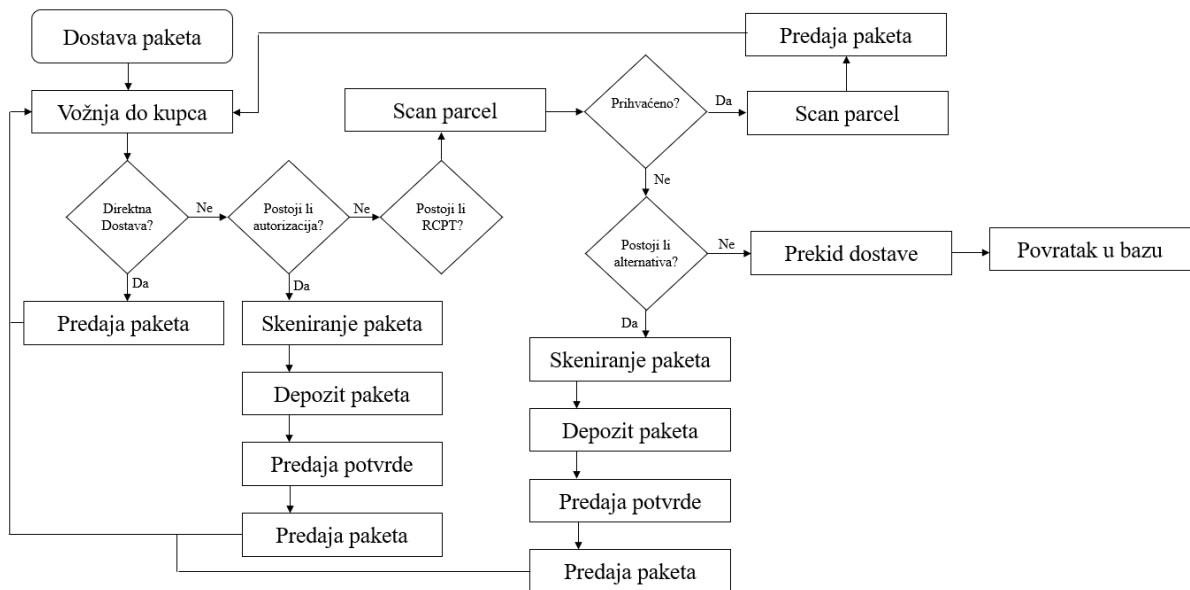 Dostava paketa
Predaja paketa
Vožnja do kupca
Scan parcel
Prihvaćeno?
Da
Scan parcel
Ne
Direktna
Dostava?
Ne
Postoji li
autorizacija?
Ne
Postoji li
RCPT?
Postoji li
alternativa?
Ne
Prekid dostave
Povratak u bazu
Da
Da
Predaja paketa
Skeniranje paketa
Da
Skeniranje paketa
Depozit paketa
Depozit paketa
Predaja potvrde
Predaja potvrde
Predaja paketa
Predaja paketa